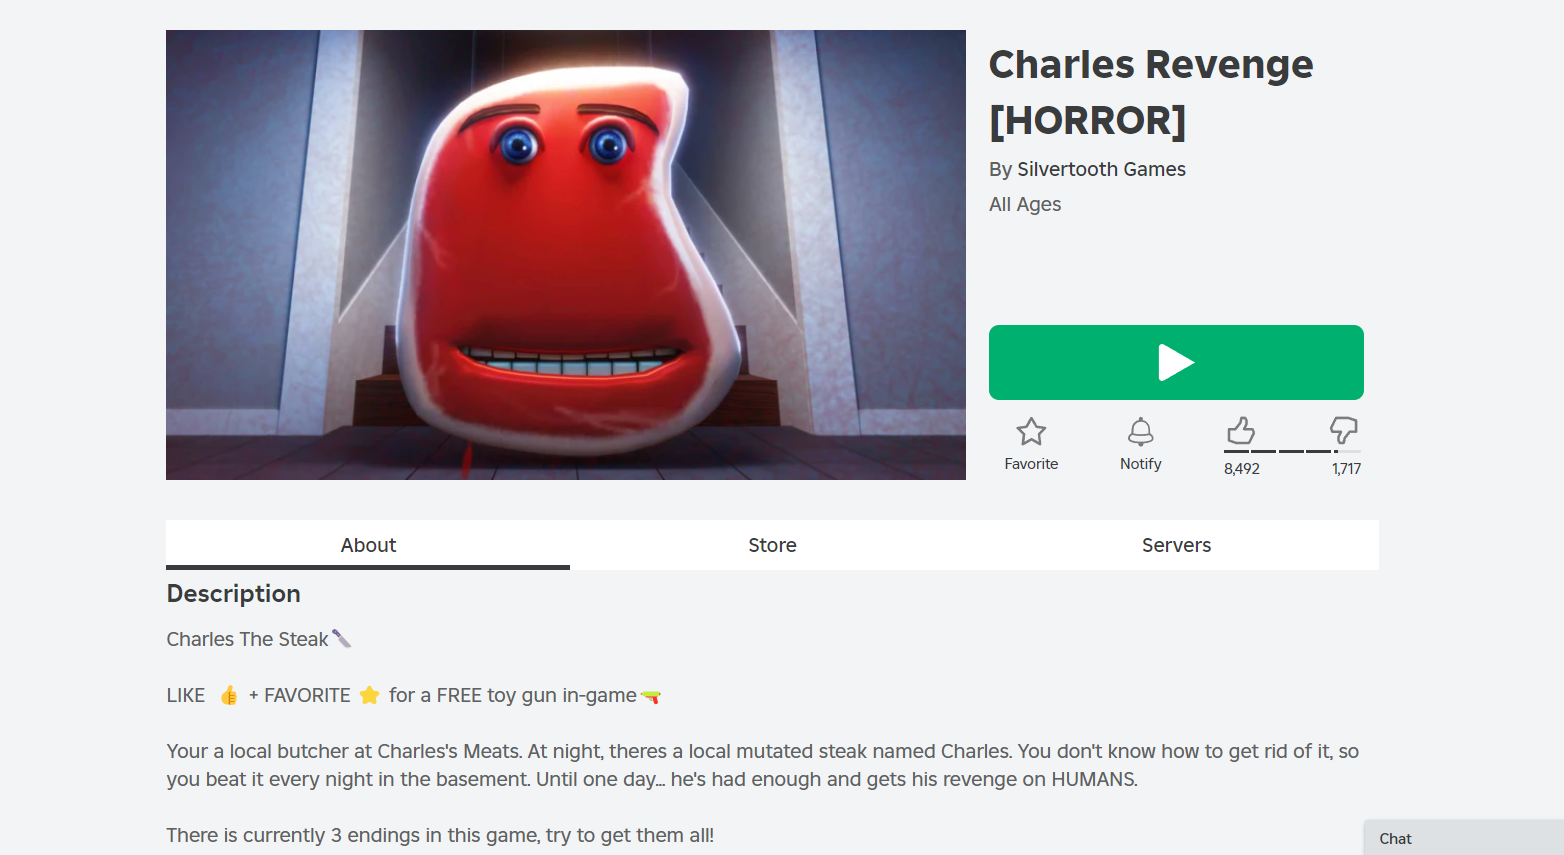 Charles Revenge
[HORROR]
By Silvertooth Games
All Ages
Favorite
Notify
8,492
1,717
About
Store
Servers
Description
Charles The Steak🔪
LIKE 👍 + FAVORITE ⭐ for a FREE toy gun in-game🔫
Your a local butcher at Charles's Meats. At night, theres a local mutated steak named Charles. You don't know how to get rid of it, so
you beat it every night in the basement. Until one day... he's had enough and gets his revenge on HUMANS.
There is currently 3 endings in this game, try to get them all!
Chat